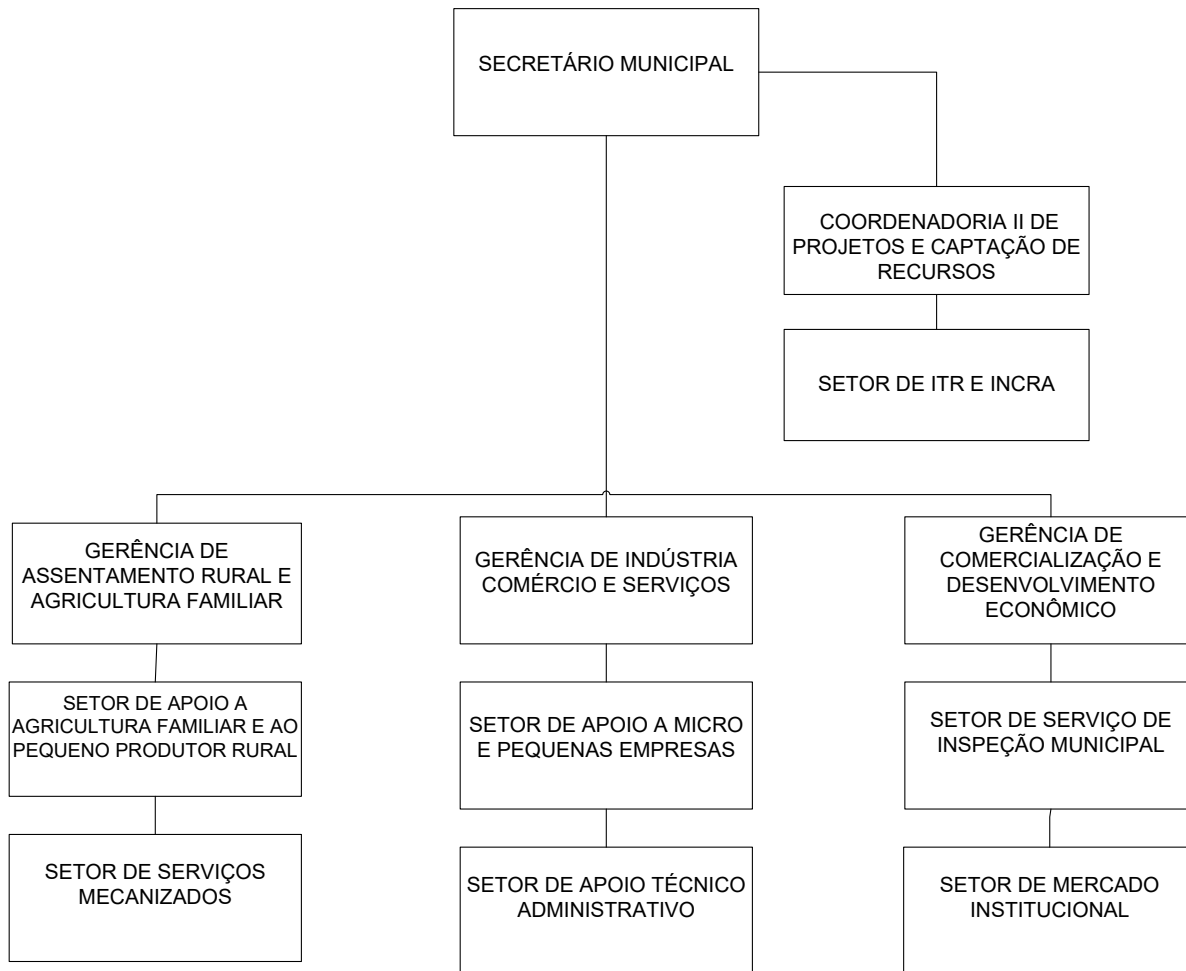 SECRETÁRIO MUNICIPAL
COORDENADORIA II DE
PROJETOS E CAPTAÇÃO DE
RECURSOS
SETOR DE ITR E INCRA
GERÊNCIA DE
ASSENTAMENTO RURAL E
AGRICULTURA FAMILIAR
GERÊNCIA DE INDÚSTRIA
COMÉRCIO E SERVIÇOS
GERÊNCIA DE
COMERCIALIZAÇÃO E
DESENVOLVIMENTO
ECONÔMICO
SETOR DE APOIO A
AGRICULTURA FAMILIAR E AO
PEQUENO PRODUTOR RURAL
SETOR DE APOIO A MICRO
E PEQUENAS EMPRESAS
SETOR DE SERVIÇO DE
INSPEÇÃO MUNICIPAL
SETOR DE SERVIÇOS
MECANIZADOS
SETOR DE APOIO TÉCNICO
ADMINISTRATIVO
SETOR DE MERCADO
INSTITUCIONAL